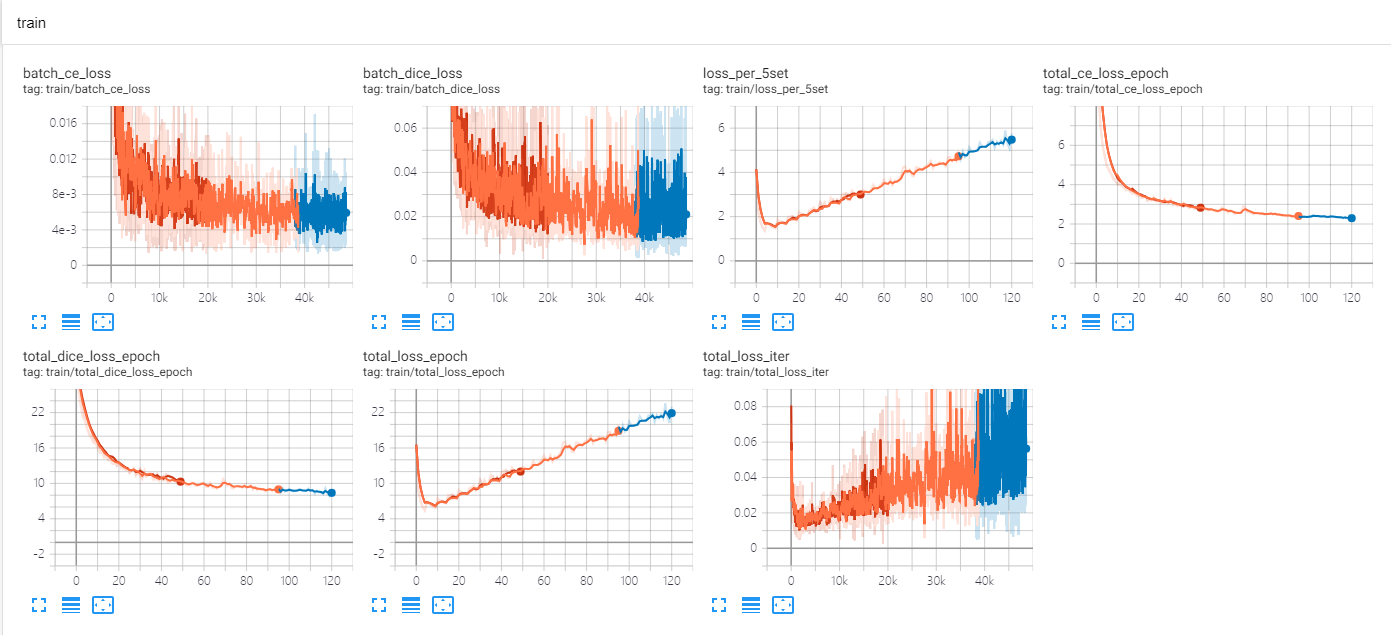 train
batch_ce_loss
tag: train/batch_ce_loss
0.016
0.012
8e-3
4e-3
0
0 10k 20k 30k 40k
batch_dice_loss
tag: train/batch_dice_loss
0.06
0.04
0.02
0
0 10k 20k 30k 40k
loss_per_5set
tag: train/loss_per_5set
6
4
2
0
0 20 40 60 80 100 120
total_ce_loss_epoch
tag: train/total_ce_loss_epoch
6
4
2
0
0 20 40 60 80 100 120
total_dice_loss_epoch
tag: train/total_dice_loss_epoch
22
16
10
4
-2
0 20 40 60 80 100 120
total_loss_epoch
tag: train/total_loss_epoch
22
16
10
4
-2
0 20 40 60 80 100 120
total_loss_iter
tag: train/total_loss_iter
0.08
0.06
0.04
0.02
0
0 10k 20k 30k 40k